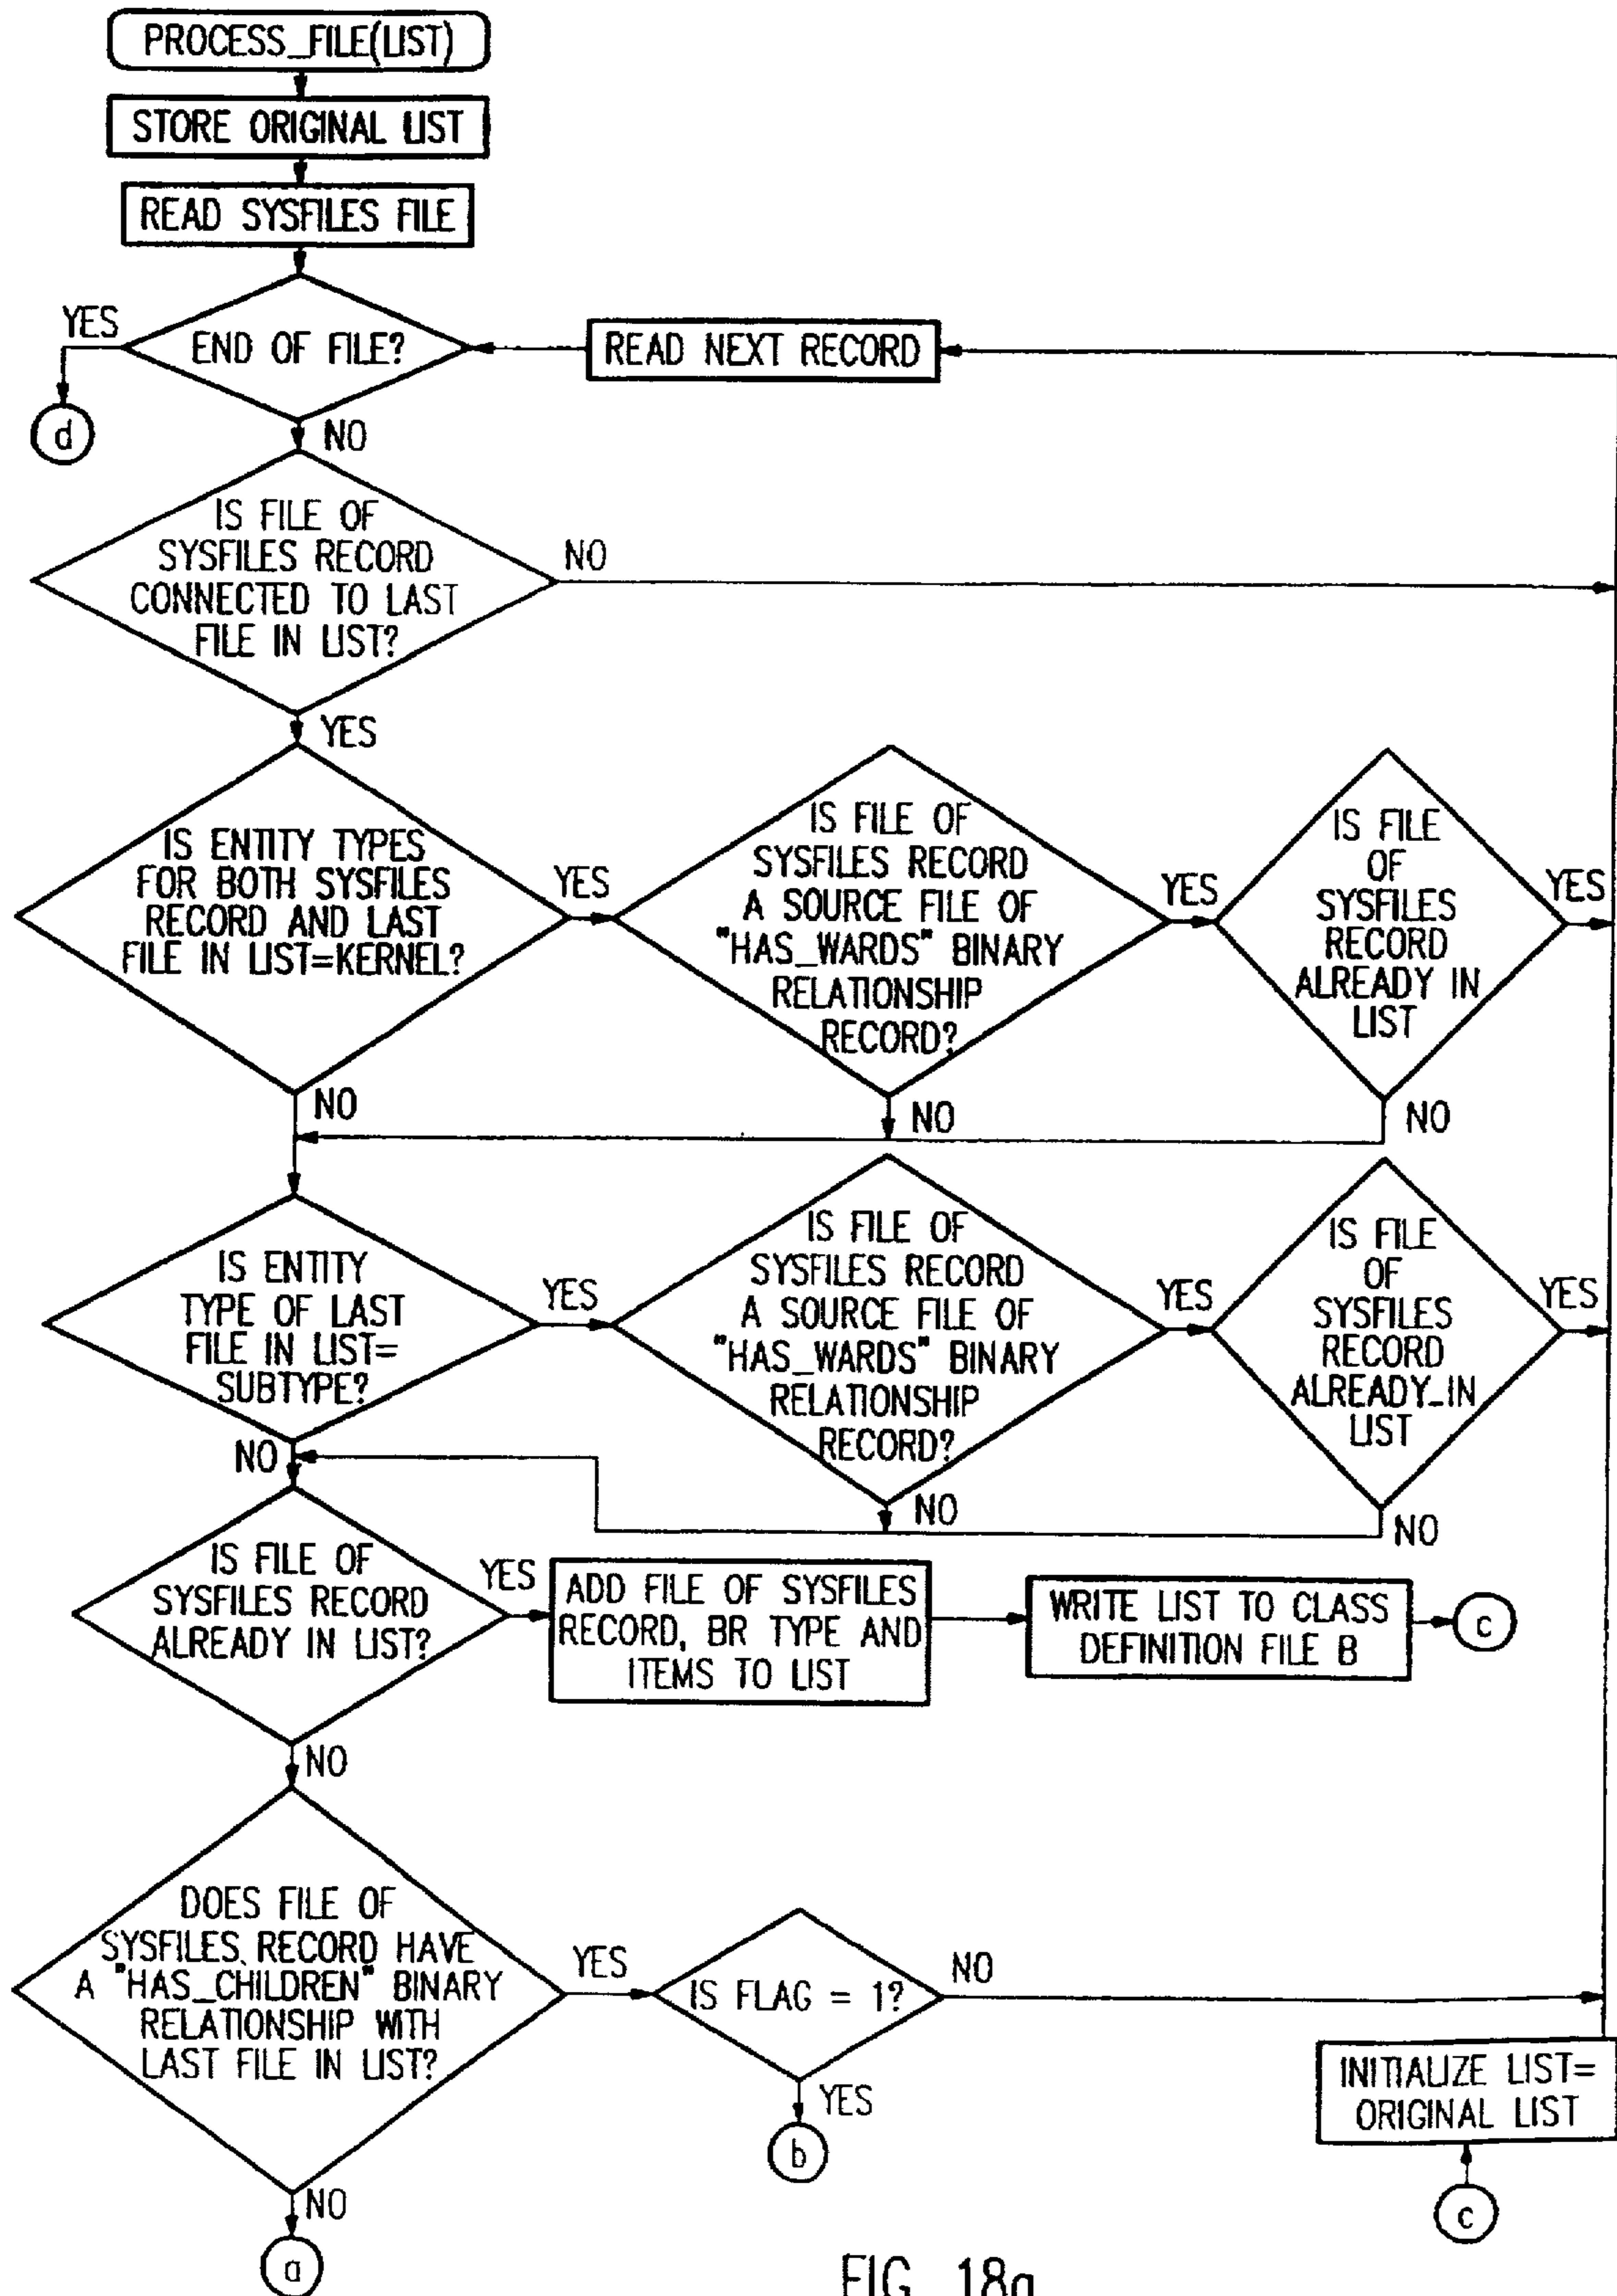 PROCESS_FILE(LIST)
STORE ORIGINAL LIST
READ SYSFILES FILE
YES
END OF FILE?
READ NEXT RECORD
d
NO
IS FILE OF
SYSFILES RECORD
CONNECTED TO LAST
FILE IN LIST?
NO
YES
IS ENTITY TYPES
FOR BOTH SYSFILES
RECORD AND LAST
FILE IN LIST=KERNEL?
YES
IS FILE OF
SYSFILES RECORD
A SOURCE FILE OF
"HAS_WARDS" BINARY
RELATIONSHIP
RECORD?
YES
IS FILE
OF
SYSFILES
RECORD
ALREADY IN
LIST
YES
NO
NO
NO
IS ENTITY
TYPE OF LAST
FILE IN LIST=
SUBTYPE?
YES
IS FILE OF
SYSFILES RECORD
A SOURCE FILE OF
"HAS_WARDS" BINARY
RELATIONSHIP
RECORD?
YES
IS FILE
OF
SYSFILES
RECORD
ALREADY_IN
LIST
YES
NO
NO
NO
IS FILE OF
SYSFILES RECORD
ALREADY IN LIST?
YES
ADD FILE OF SYSFILES
RECORD, BR TYPE AND
ITEMS TO LIST
WRITE LIST TO CLASS
DEFINITION FILE B
c
NO
DOES FILE OF
SYSFILES RECORD HAVE
A "HAS_CHILDREN" BINARY
RELATIONSHIP WITH
LAST FILE IN LIST?
YES
IS FLAG = 1?
NO
YES
b
INITIALIZE LIST=
ORIGINAL LIST
c
NO
a
FIG. 18a